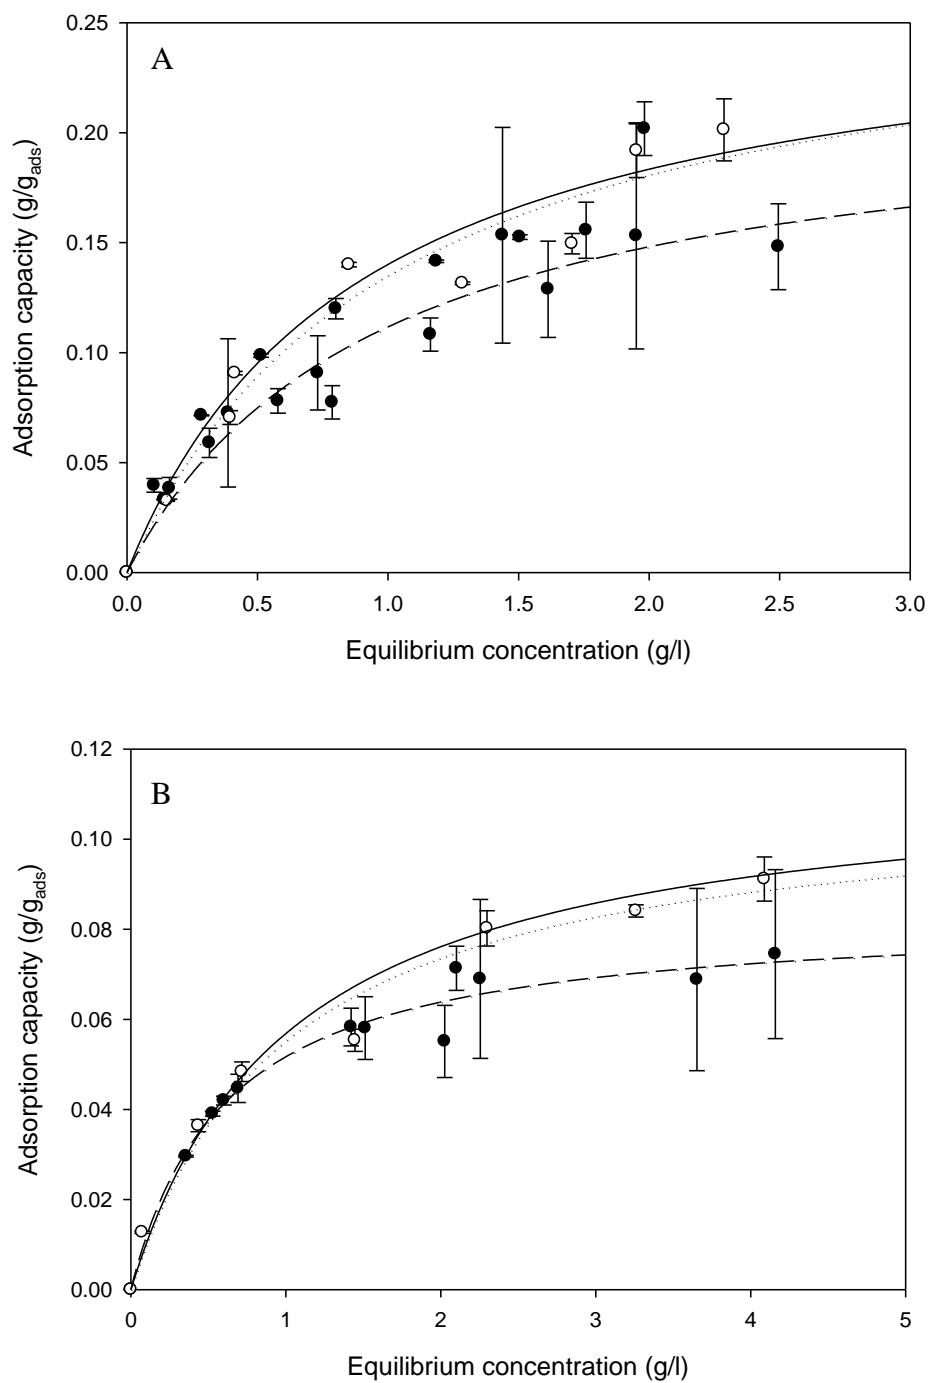 A
0.25
0.20
0.15
0.10
0.05
0.00
Adsorption capacity (g/g_ads)
0.0 0.5 1.0 1.5 2.0 2.5 3.0
Equilibrium concentration (g/l)
B
0.12
0.10
0.08
0.06
0.04
0.02
0.00
Adsorption capacity (g/g_ads)
0 1 2 3 4 5
Equilibrium concentration (g/l)